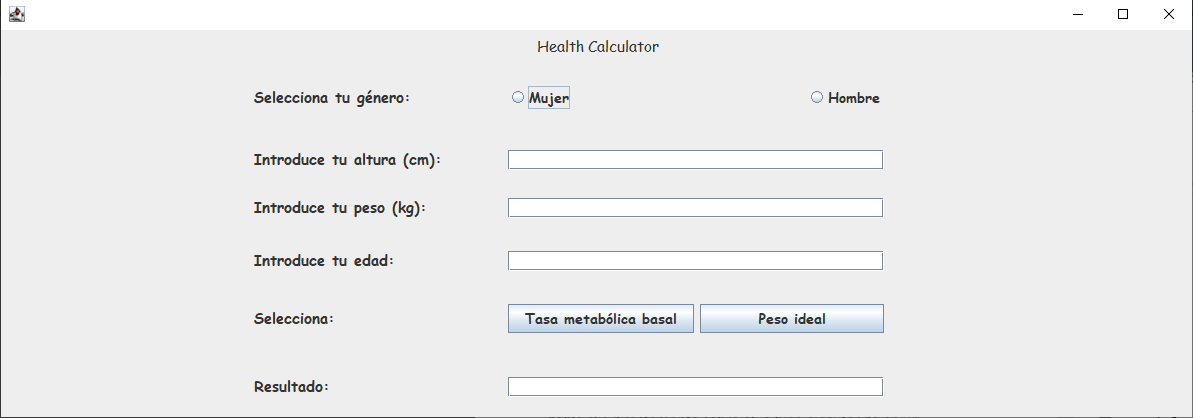 Health Calculator
Selecciona tu género: Mujer Hombre
Introduce tu altura (cm):
Introduce tu peso (kg):
Introduce tu edad:
Selecciona: Tasa metabólica basal Peso ideal
Resultado: